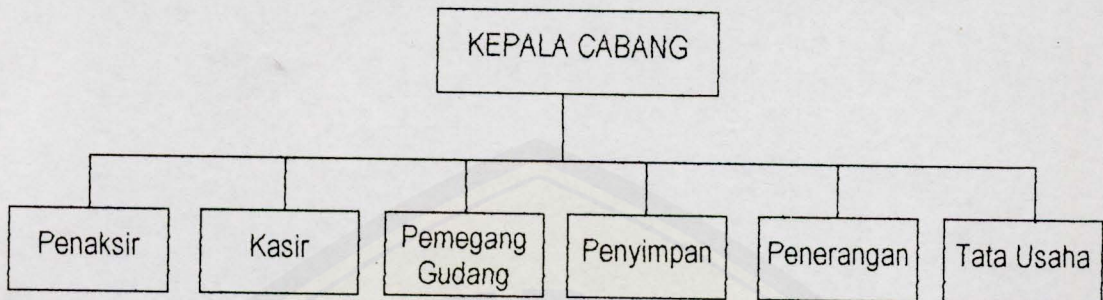 KEPALA CABANG
Penaksir
Kasir
Pemegang
Gudang
Penyimpan
Penerangan
Tata Usaha